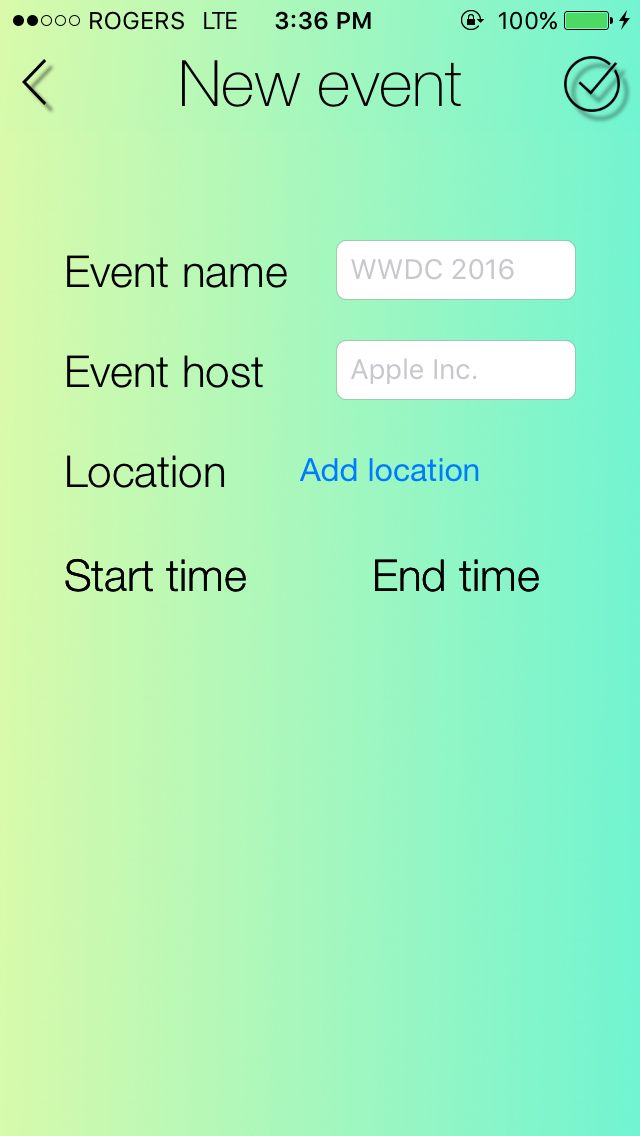 ROGERS LTE 3:36 PM 100%
New event
Event name WWDC 2016
Event host Apple Inc.
Location Add location
Start time End time